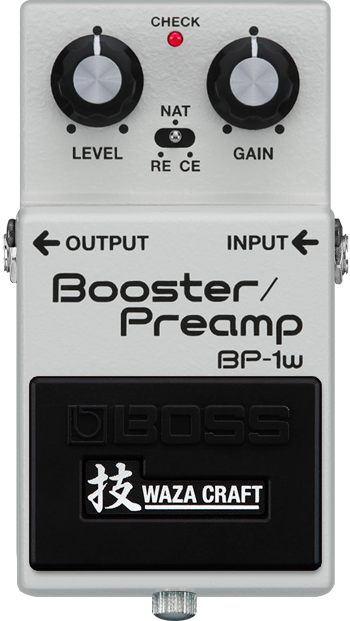 CHECK
NAT
LEVEL
RE CE
GAIN
← OUTPUT
INPUT ←
Booster/
Preamp
BP-1w
BOSS
技 WAZA CRAFT